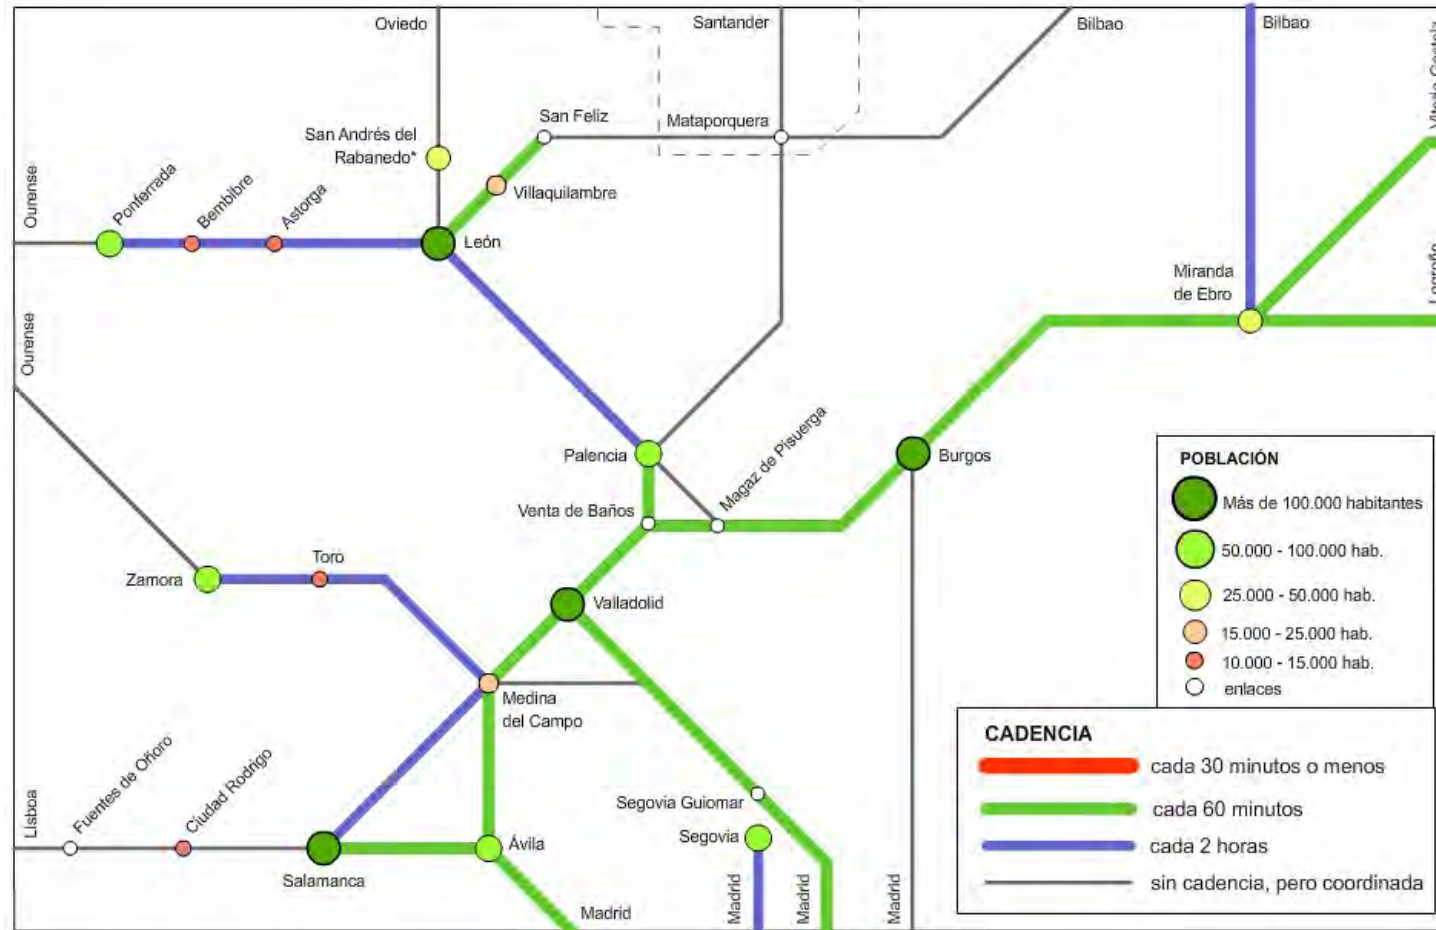 Oviedo
Santander
Bilbao
Bilbao
Vitoria-Gasteiz
San Feliz
Mataporquera
San Andrés del
Rabanedo*
Villaquilambre
Ourense
Ponferrada
Bembibre
Astorga
León
Miranda
de Ebro
Logroño
Ourense
Palencia
Magaz de Pisuerga
Burgos
Venta de Baños
Zamora
Toro
Valladolid
Medina
del Campo
Lisboa
Fuentes de Oñoro
Ciudad Rodrigo
Salamanca
Ávila
Segovia Guiomar
Segovia
Madrid
Madrid
Madrid
Madrid
POBLACIÓN
Más de 100.000 habitantes
50.000 - 100.000 hab.
25.000 - 50.000 hab.
15.000 - 25.000 hab.
10.000 - 15.000 hab.
enlaces
CADENCIA
cada 30 minutos o menos
cada 60 minutos
cada 2 horas
sin cadencia, pero coordinada